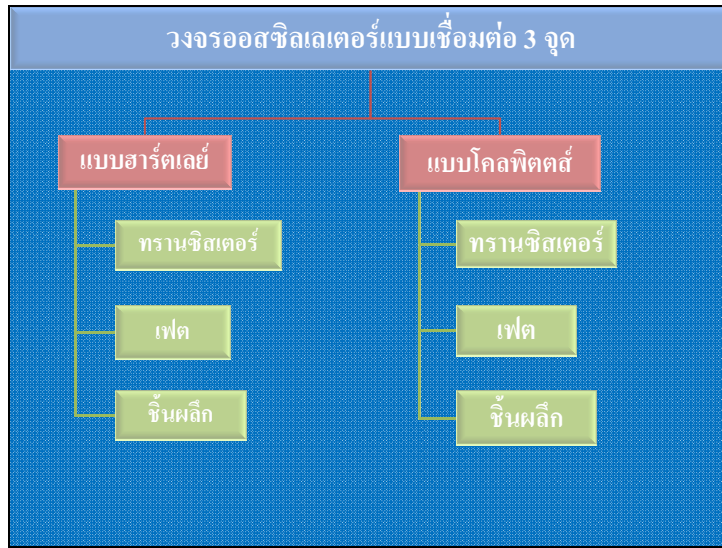 วงจรออสซิลเลเตอร์แบบเชื่อมต่อ 3 จุด
แบบฮาร์ตเลย์
ทรานซิสเตอร์
เฟต
ชิ้นผลึก
แบบโคลพิตตส์
ทรานซิสเตอร์
เฟต
ชิ้นผลึก